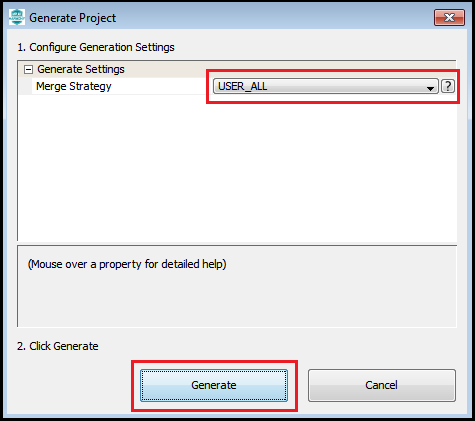 Generate Project
1. Configure Generation Settings
Generate Settings
Merge Strategy USER_ALL ?
(Mouse over a property for detailed help)
2. Click Generate
Generate Cancel